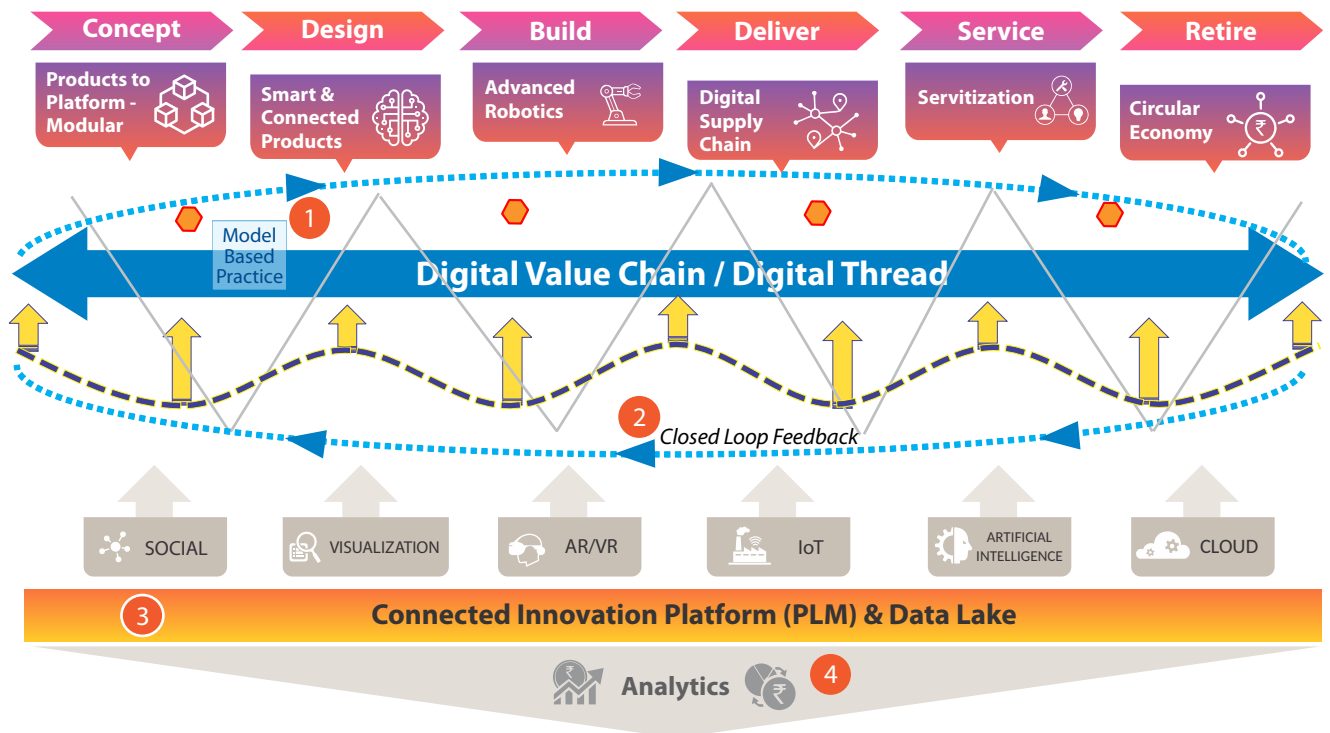 Concept
Design
Build
Deliver
Service
Retire
Products to
Platform -
Modular
Smart &
Connected
Products
Advanced
Robotics
Digital
Supply
Chain
Servitization
Circular
Economy
₹
1
Model
Based
Practice
Digital Value Chain / Digital Thread
2
Closed Loop Feedback
SOCIAL
VISUALIZATION
AR/VR
IoT
ARTIFICIAL
INTELLIGENCE
CLOUD
3
Connected Innovation Platform (PLM) & Data Lake
₹
Analytics
₹
4